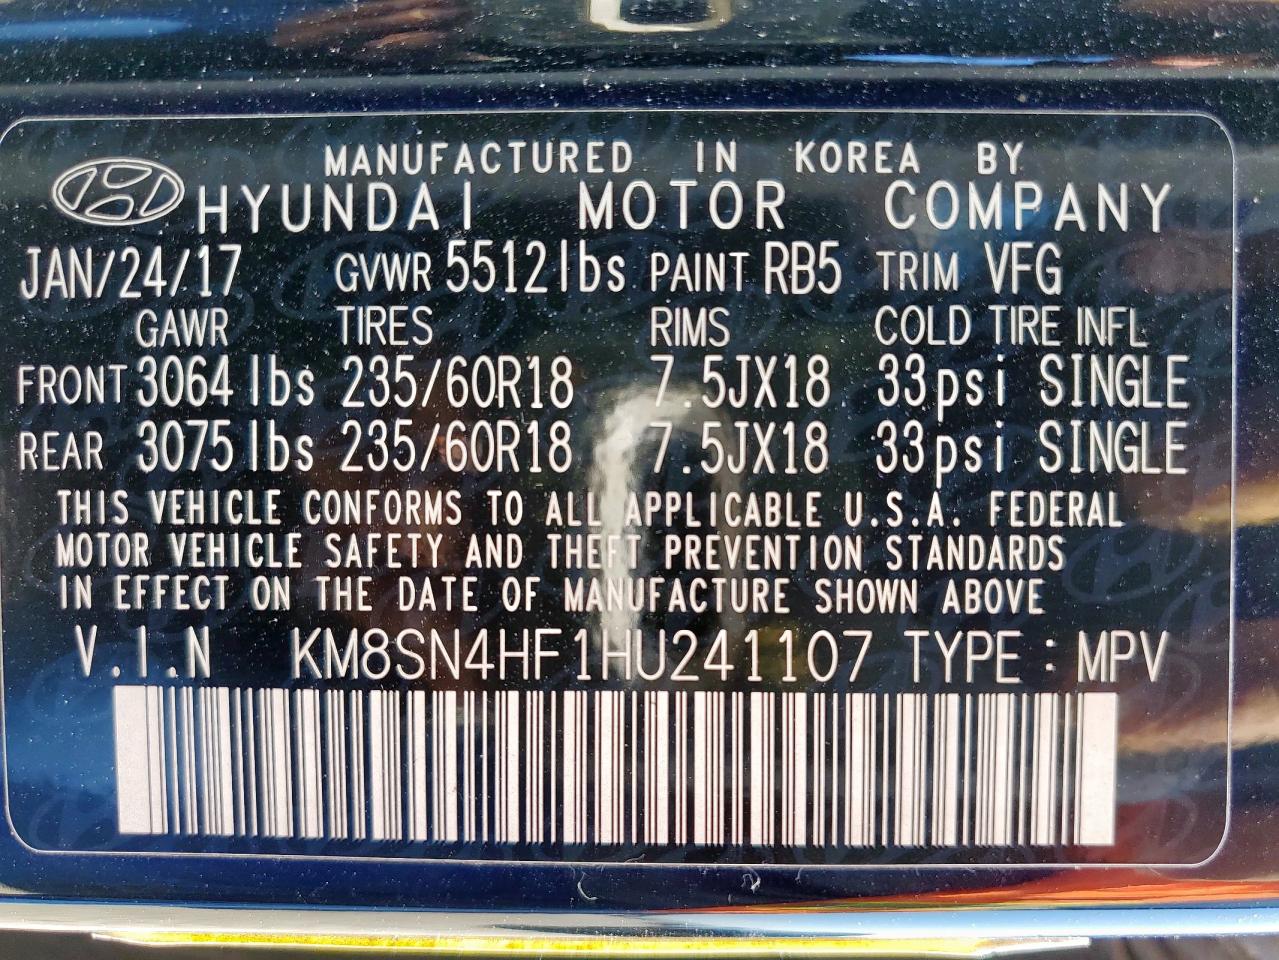 MANUFACTURED IN KOREA BY
HYUNDAI MOTOR COMPANY
JAN/24/17 GVWR 5512lbs PAINT RB5 TRIM VFG
GAWR TIRES RIMS COLD TIRE INFL
FRONT 3064lbs 235/60R18 7.5JX18 33psi SINGLE
REAR 3075lbs 235/60R18 7.5JX18 33psi SINGLE
THIS VEHICLE CONFORMS TO ALL APPLICABLE U.S.A. FEDERAL
MOTOR VEHICLE SAFETY AND THEFT PREVENTION STANDARDS
IN EFFECT ON THE DATE OF MANUFACTURE SHOWN ABOVE
V.I.N KM8SN4HF1HU241107 TYPE : MPV